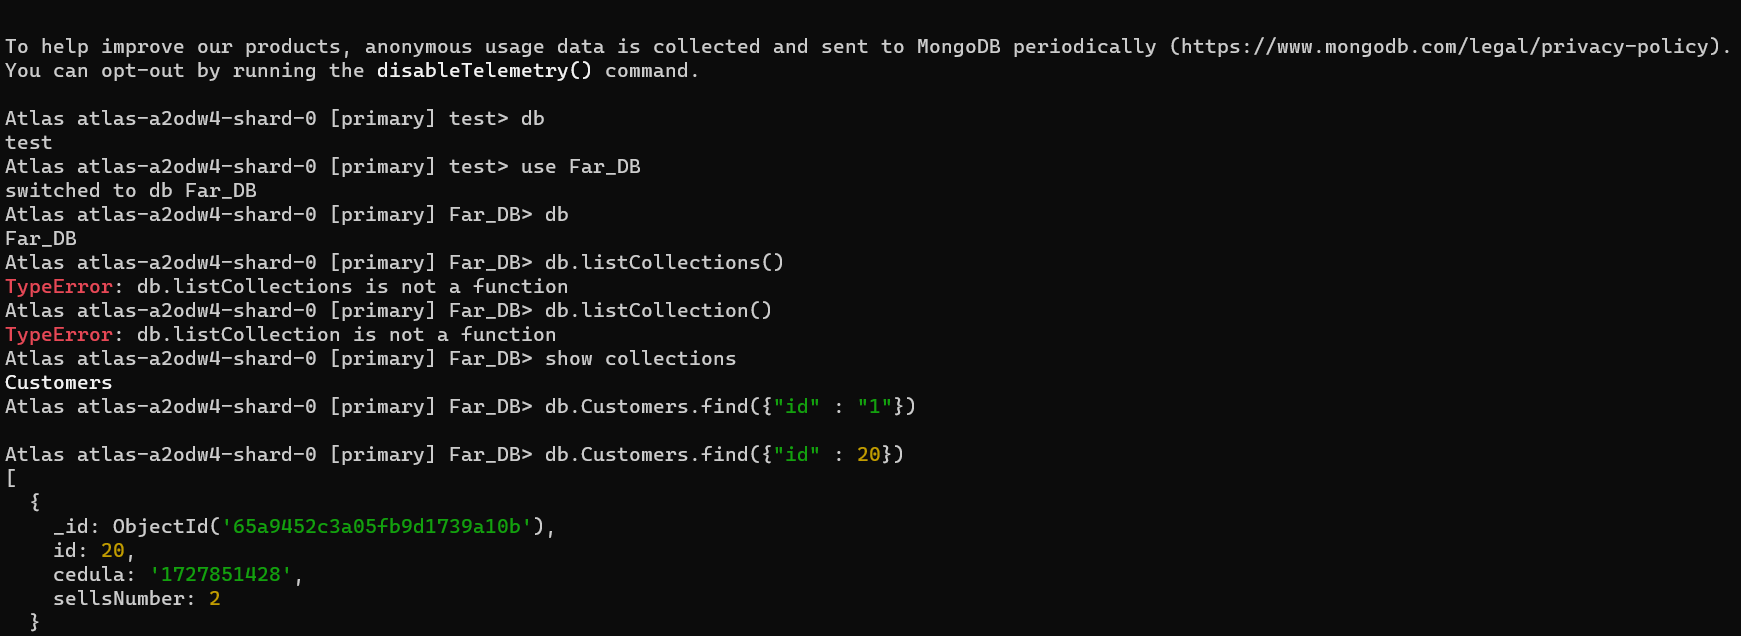 To help improve our products, anonymous usage data is collected and sent to MongoDB periodically (https://www.mongodb.com/legal/privacy-policy).
You can opt-out by running the disableTelemetry() command.
Atlas atlas-a2odw4-shard-0 [primary] test> db
test
Atlas atlas-a2odw4-shard-0 [primary] test> use Far_DB
switched to db Far_DB
Atlas atlas-a2odw4-shard-0 [primary] Far_DB> db
Far_DB
Atlas atlas-a2odw4-shard-0 [primary] Far_DB> db.listCollections()
TypeError: db.listCollections is not a function
Atlas atlas-a2odw4-shard-0 [primary] Far_DB> db.listCollection()
TypeError: db.listCollection is not a function
Atlas atlas-a2odw4-shard-0 [primary] Far_DB> show collections
Customers
Atlas atlas-a2odw4-shard-0 [primary] Far_DB> db.Customers.find({"id" : "1"})
Atlas atlas-a2odw4-shard-0 [primary] Far_DB> db.Customers.find({"id" : 20})
[
  {
    _id: ObjectId('65a9452c3a05fb9d1739a10b'),
    id: 20,
    cedula: '1727851428',
    sellsNumber: 2
  }